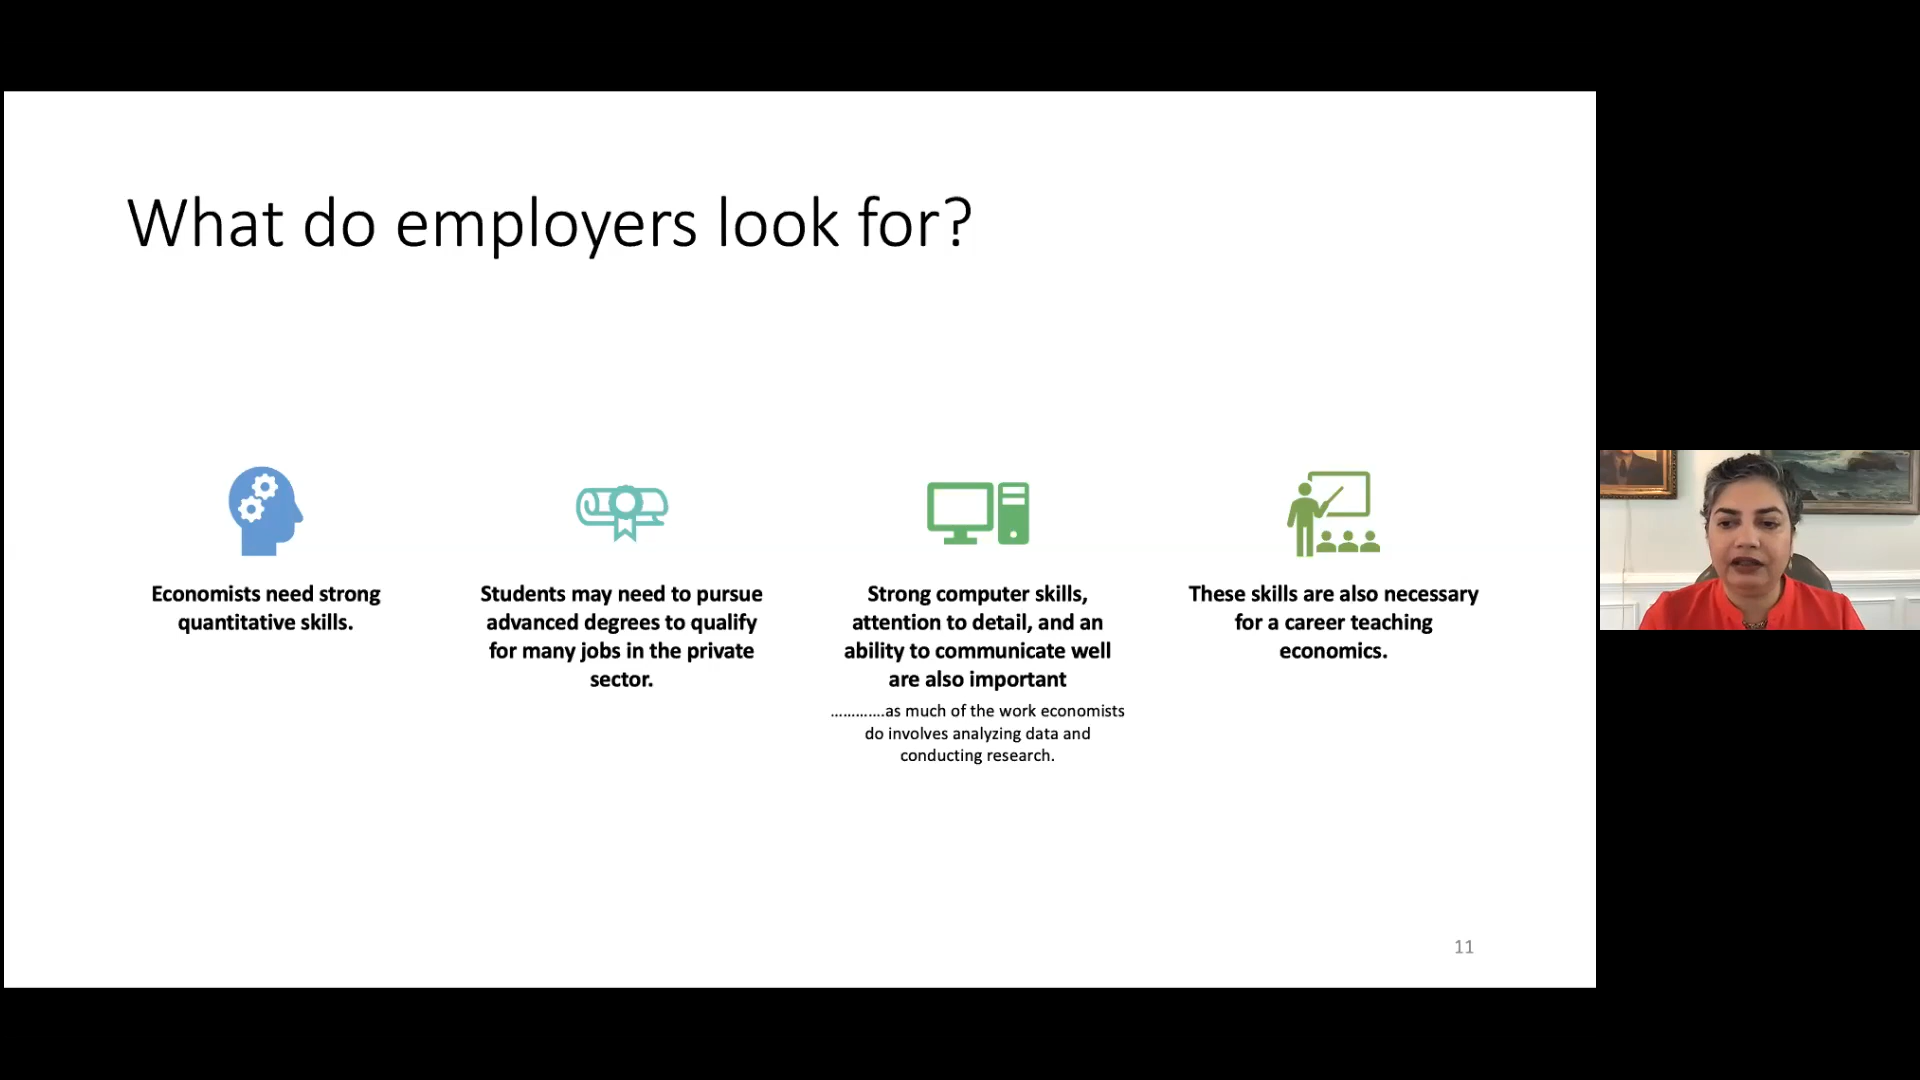 What do employers look for?
Economists need strong
quantitative skills.
Students may need to pursue
advanced degrees to qualify
for many jobs in the private
sector.
Strong computer skills,
attention to detail, and an
ability to communicate well
are also important
.............as much of the work economists
do involves analyzing data and
conducting research.
These skills are also necessary
for a career teaching
economics.
11